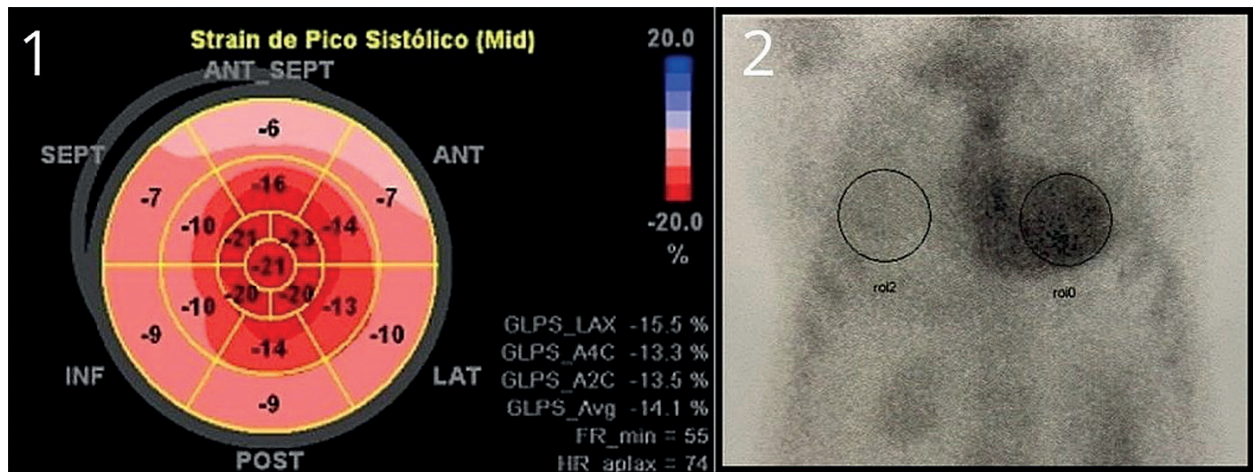 1
Strain de Pico Sistólico (Mid)
20.0
-20.0
%
ANT_SEPT
SEPT
ANT
INF
LAT
POST
-6
-7
-7
-16
-10
-14
-21
-23
-21
-20
-20
-10
-13
-9
-10
-14
-9
GLPS_LAX -15.5 %
GLPS_A4C -13.3 %
GLPS_A2C -13.5 %
GLPS_Avg -14.1 %
FR_min = 55
HR_aplax = 74
2
roi2
roi0